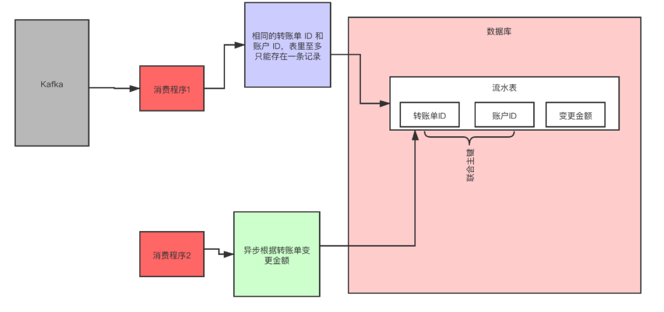 相同的转账单 ID 和
账户 ID，表里至多
只能存在一条记录
数据库
Kafka
消费程序1
流水表
转账单ID
账户ID
变更金额
联合主键
消费程序2
异步根据转账单变
更金额